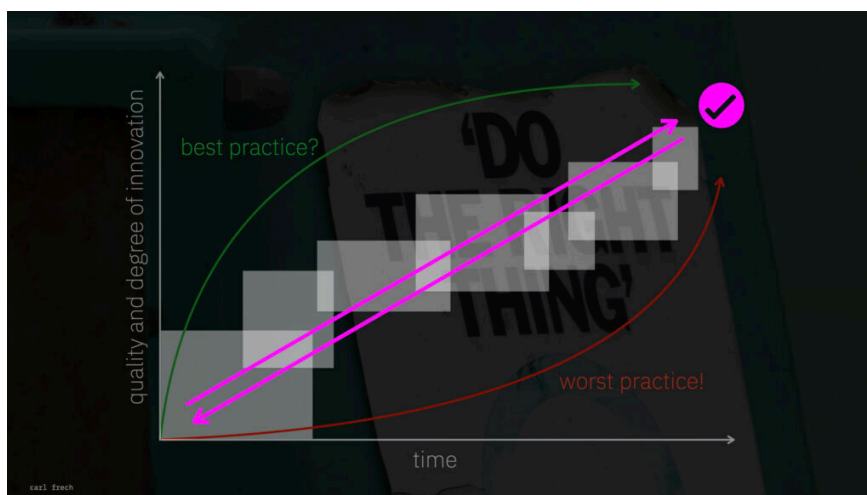 quality and degree of innovation
best practice?
'DO
THE RIGHT
THING'
worst practice!
time
carl frech